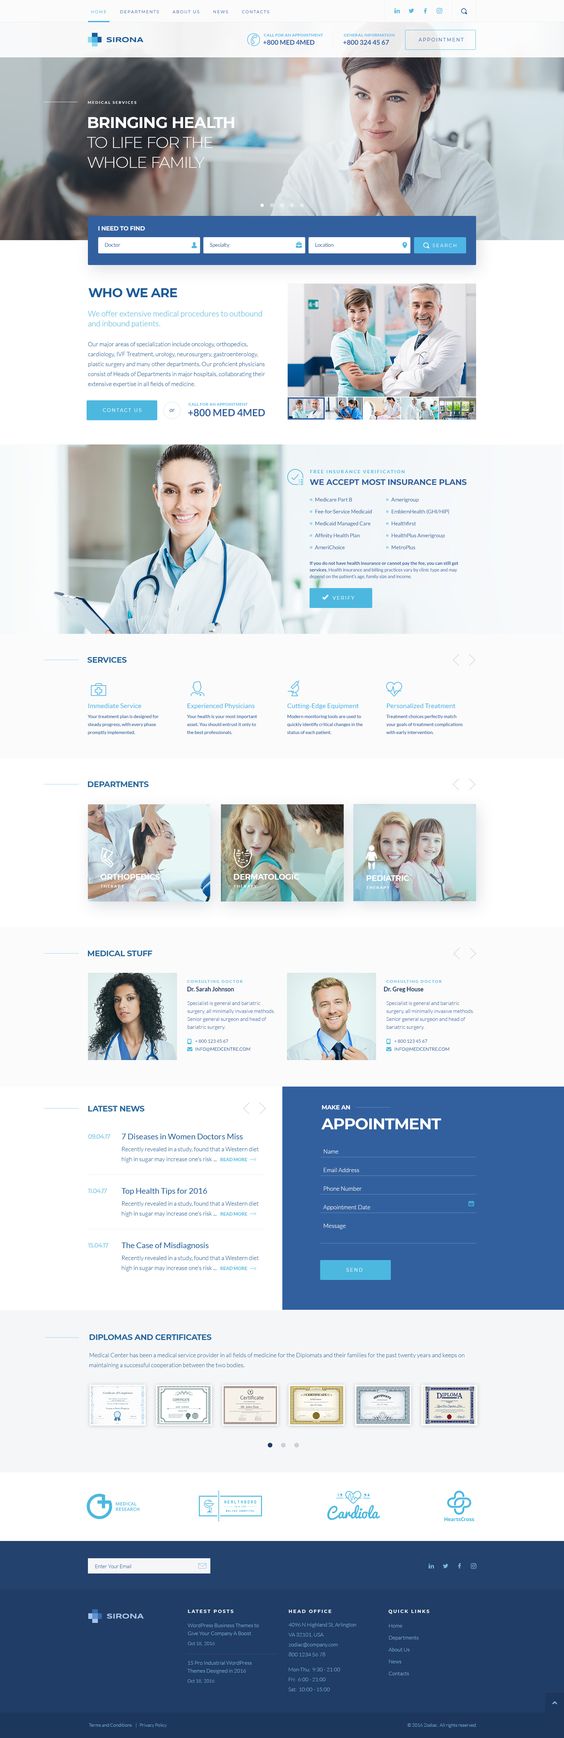 HOME DEPARTMENTS ABOUT US NEWS CONTACTS
SIRONA
CALL FOR AN APPOINTMENT
+800 MED 4MED
GENERAL INFORMATION
+800 324 45 67
APPOINTMENT
MEDICAL SERVICES
BRINGING HEALTH
TO LIFE FOR THE
WHOLE FAMILY
I NEED TO FIND
Doctor
Specialty
Location
SEARCH
WHO WE ARE
We offer extensive medical procedures to outbound
and inbound patients.
Our major areas of specialization include oncology, orthopedics,
cardiology, IVF Treatment, urology, neurosurgery, gastroenterology,
plastic surgery and many other departments. Our proficient physicians
consist of Heads of Departments in major hospitals, collaborating their
extensive expertise in all fields of medicine.
CONTACT US
or
CALL FOR AN APPOINTMENT
+800 MED 4MED
FREE INSURANCE VERIFICATION
WE ACCEPT MOST INSURANCE PLANS
Medicare Part B
Fee-for-Service Medicaid
Medicaid Managed Care
Affinity Health Plan
AmeriChoice
Amerigroup
EmblemHealth (GHI/HIP)
Healthfirst
HealthPlus Amerigroup
MetroPlus
If you do not have health insurance or cannot pay the fee, you can still get
services. Health insurance and billing practices vary by clinic type and may
depend on the patient's age, family size and income.
VERIFY
SERVICES
Immediate Service
Your treatment plan is designed for
steady progress, with every phase
promptly implemented.
Experienced Physicians
Your health is your most important
asset. You should entrust it only to
the best professionals.
Cutting-Edge Equipment
Modern monitoring tools are used to
quickly identify critical changes in the
status of each patient.
Personalized Treatment
Treatment choices perfectly match
your goals of treatment complications
with early intervention.
DEPARTMENTS
ORTHOPEDICS
THERAPY
DERMATOLOGIC
THERAPY
PEDIATRIC
THERAPY
MEDICAL STUFF
CONSULTING DOCTOR
Dr. Sarah Johnson
Specialist is general and bariatric
surgery, all minimally invasive methods.
Senior general surgeon and head of
bariatric surgery.
+ 800 123 45 67
INFO@MEDCENTRE.COM
CONSULTING DOCTOR
Dr. Greg House
Specialist is general and bariatric
surgery, all minimally invasive methods.
Senior general surgeon and head of
bariatric surgery.
+ 800 123 45 67
INFO@MEDCENTRE.COM
LATEST NEWS
09.04.17
7 Diseases in Women Doctors Miss
Recently revealed in a study, found that a Western diet
high in sugar may increase one's risk ... READ MORE
11.04.17
Top Health Tips for 2016
Recently revealed in a study, found that a Western diet
high in sugar may increase one's risk ... READ MORE
15.04.17
The Case of Misdiagnosis
Recently revealed in a study, found that a Western diet
high in sugar may increase one's risk ... READ MORE
MAKE AN
APPOINTMENT
Name
Email Address
Phone Number
Appointment Date
Message
SEND
DIPLOMAS AND CERTIFICATES
Medical Center has been a medical service provider in all fields of medicine for the Diplomats and their families for the past twenty years and keeps on
maintaining a successful cooperation between the two bodies.
Certificate
DIPLOMA
MEDICAL
RESEARCH
Cardiola
HeartsCross
Enter Your Email
SIRONA
LATEST POSTS
WordPress Business Themes to
Give Your Company A Boost
Oct 18, 2016
15 Pro Industrial WordPress
Themes Designed in 2016
Oct 18, 2016
HEAD OFFICE
4096 N Highland St, Arlington
VA 32101, USA
zodiac@company.com
800 1234 56 78
Mon-Thu: 9:30 - 21:00
Fri: 6:00 - 21:00
Sat: 10:00 - 15:00
QUICK LINKS
Home
Departments
About Us
News
Contacts
Terms and Conditions | Privacy Policy
© 2016 Zodiac. All rights reserved